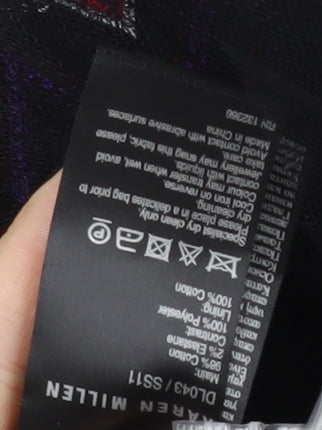 KAREN MILLEN
DL043 / SS11
Main:
98% Cotton
2% Elastane
Contrast:
100% Polyester
Lining:
100% Cotton
P
Specialist dry clean only.
Please place in a delicates bag prior to
dry cleaning.
Cool iron on reverse.
Colour may transfer when wet, avoid
contact with liquids.
Jewellery may snag this fabric, please
take care.
Avoid contact with abrasive surfaces.
Made in China
RN 132366